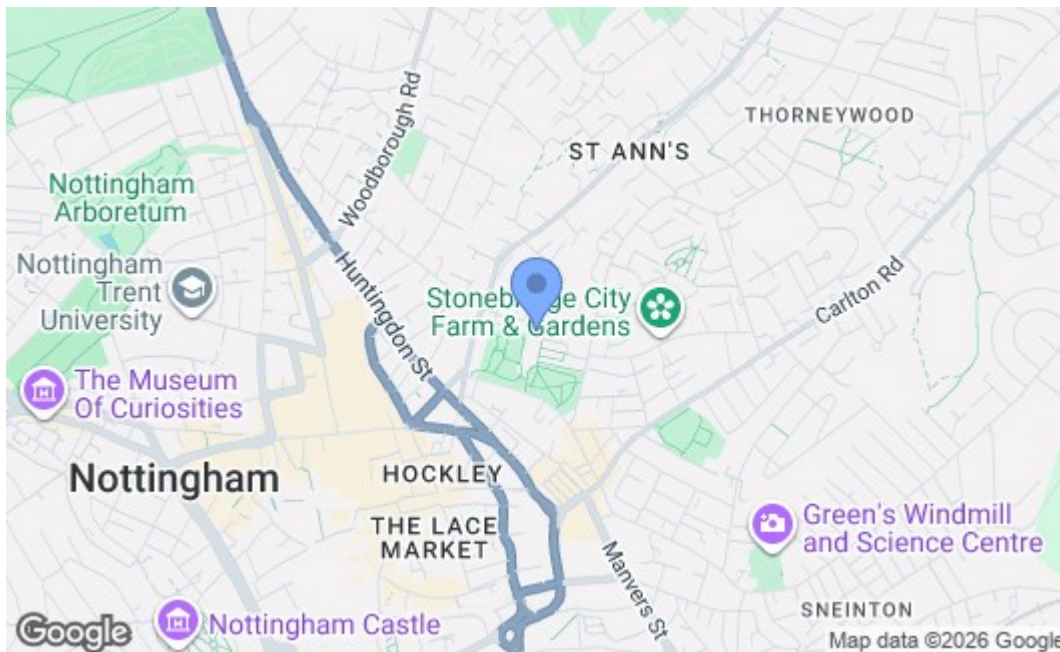 THORNEYWOOD
ST ANN'S
Woodborough Rd
Nottingham
Arboretum
Nottingham
Trent
University
Huntingdon St
Stonebridge City
Farm & Gardens
Carlton Rd
The Museum
Of Curiosities
Nottingham
HOCKLEY
THE LACE
MARKET
Green's Windmill
and Science Centre
Manvers St
SNEINTON
Nottingham Castle
Google
Map data ©2026 Google